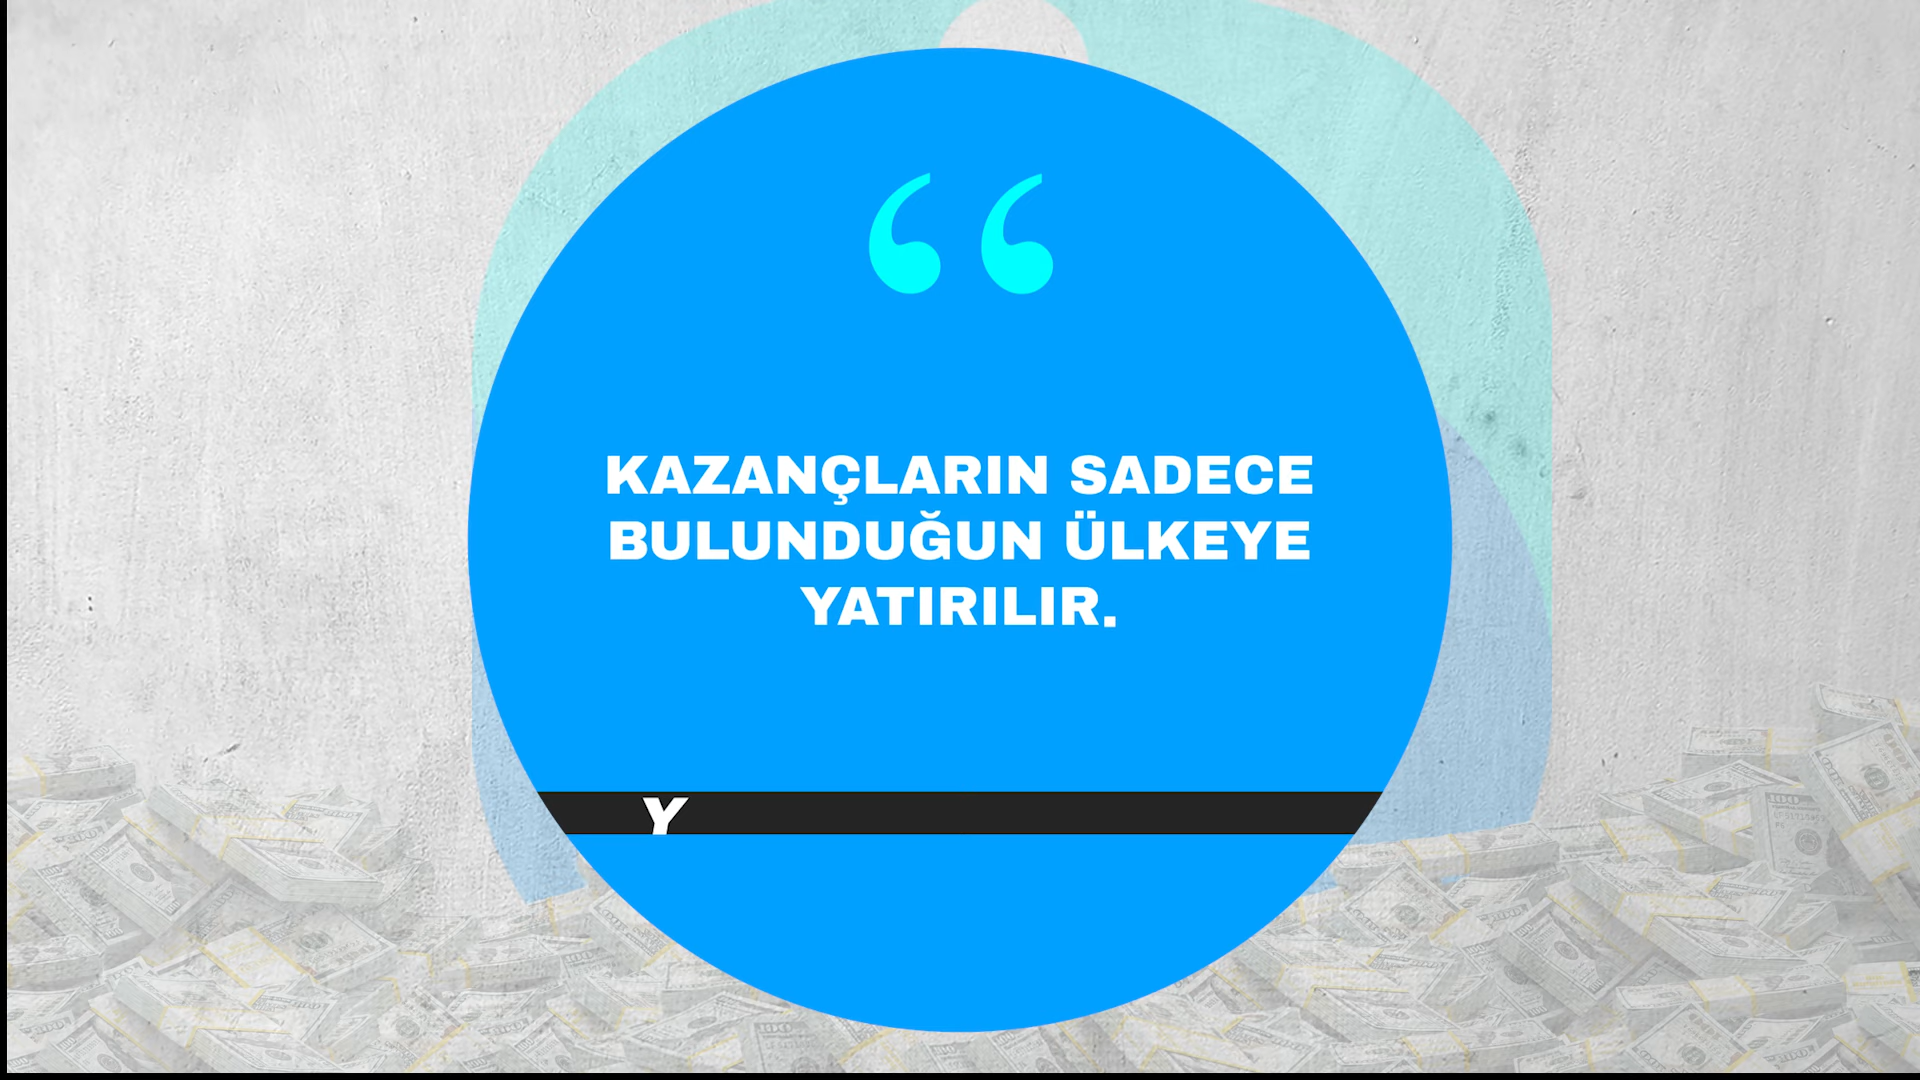 “
KAZANÇLARIN SADECE
BULUNDUĞUN ÜLKEYE
YATIRILIR.
Y